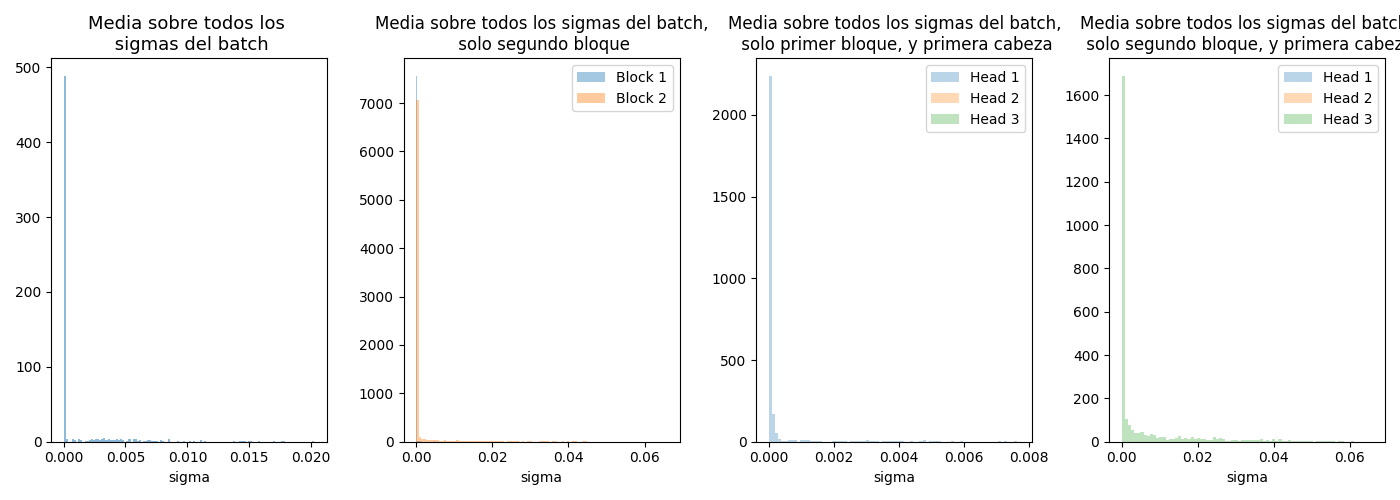 Media sobre todos los
sigmas del batch
500
400
300
200
100
0
0.000 0.005 0.010 0.015 0.020
sigma
Media sobre todos los sigmas del batch,
solo segundo bloque
Block 1
Block 2
7000
6000
5000
4000
3000
2000
1000
0
0.00 0.02 0.04 0.06
sigma
Media sobre todos los sigmas del batch,
solo primer bloque, y primera cabeza
Head 1
Head 2
Head 3
2000
1500
1000
500
0
0.000 0.002 0.004 0.006 0.008
sigma
Media sobre todos los sigmas del batch
solo segundo bloque, y primera cabez
Head 1
Head 2
Head 3
1600
1400
1200
1000
800
600
400
200
0
0.00 0.02 0.04 0.06
sigma